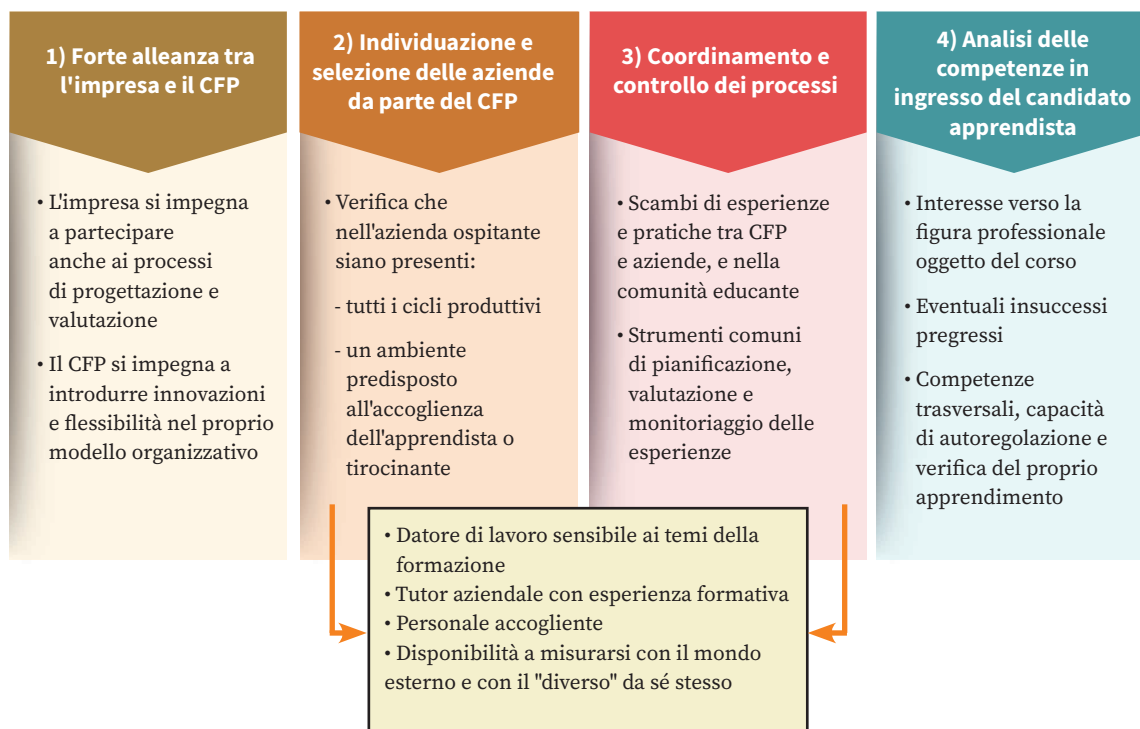 1) Forte alleanza tra
l'impresa e il CFP
• L'impresa si impegna
a partecipare
anche ai processi
di progettazione e
valutazione
• Il CFP si impegna a
introdurre innovazioni
e flessibilità nel proprio
modello organizzativo
2) Individuazione e
selezione delle aziende
da parte del CFP
• Verifica che
nell'azienda ospitante
siano presenti:
- tutti i cicli produttivi
- un ambiente
predisposto
all'accoglienza
dell'apprendista o
tirocinante
3) Coordinamento e
controllo dei processi
• Scambi di esperienze
e pratiche tra CFP
e aziende, e nella
comunità educante
• Strumenti comuni
di pianificazione,
valutazione e
monitoriaggio delle
esperienze
4) Analisi delle
competenze in
ingresso del candidato
apprendista
• Interesse verso la
figura professionale
oggetto del corso
• Eventuali insuccessi
pregressi
• Competenze
trasversali, capacità
di autoregolazione e
verifica del proprio
apprendimento
• Datore di lavoro sensibile ai temi della
formazione
• Tutor aziendale con esperienza formativa
• Personale accogliente
• Disponibilità a misurarsi con il mondo
esterno e con il "diverso" da sé stesso